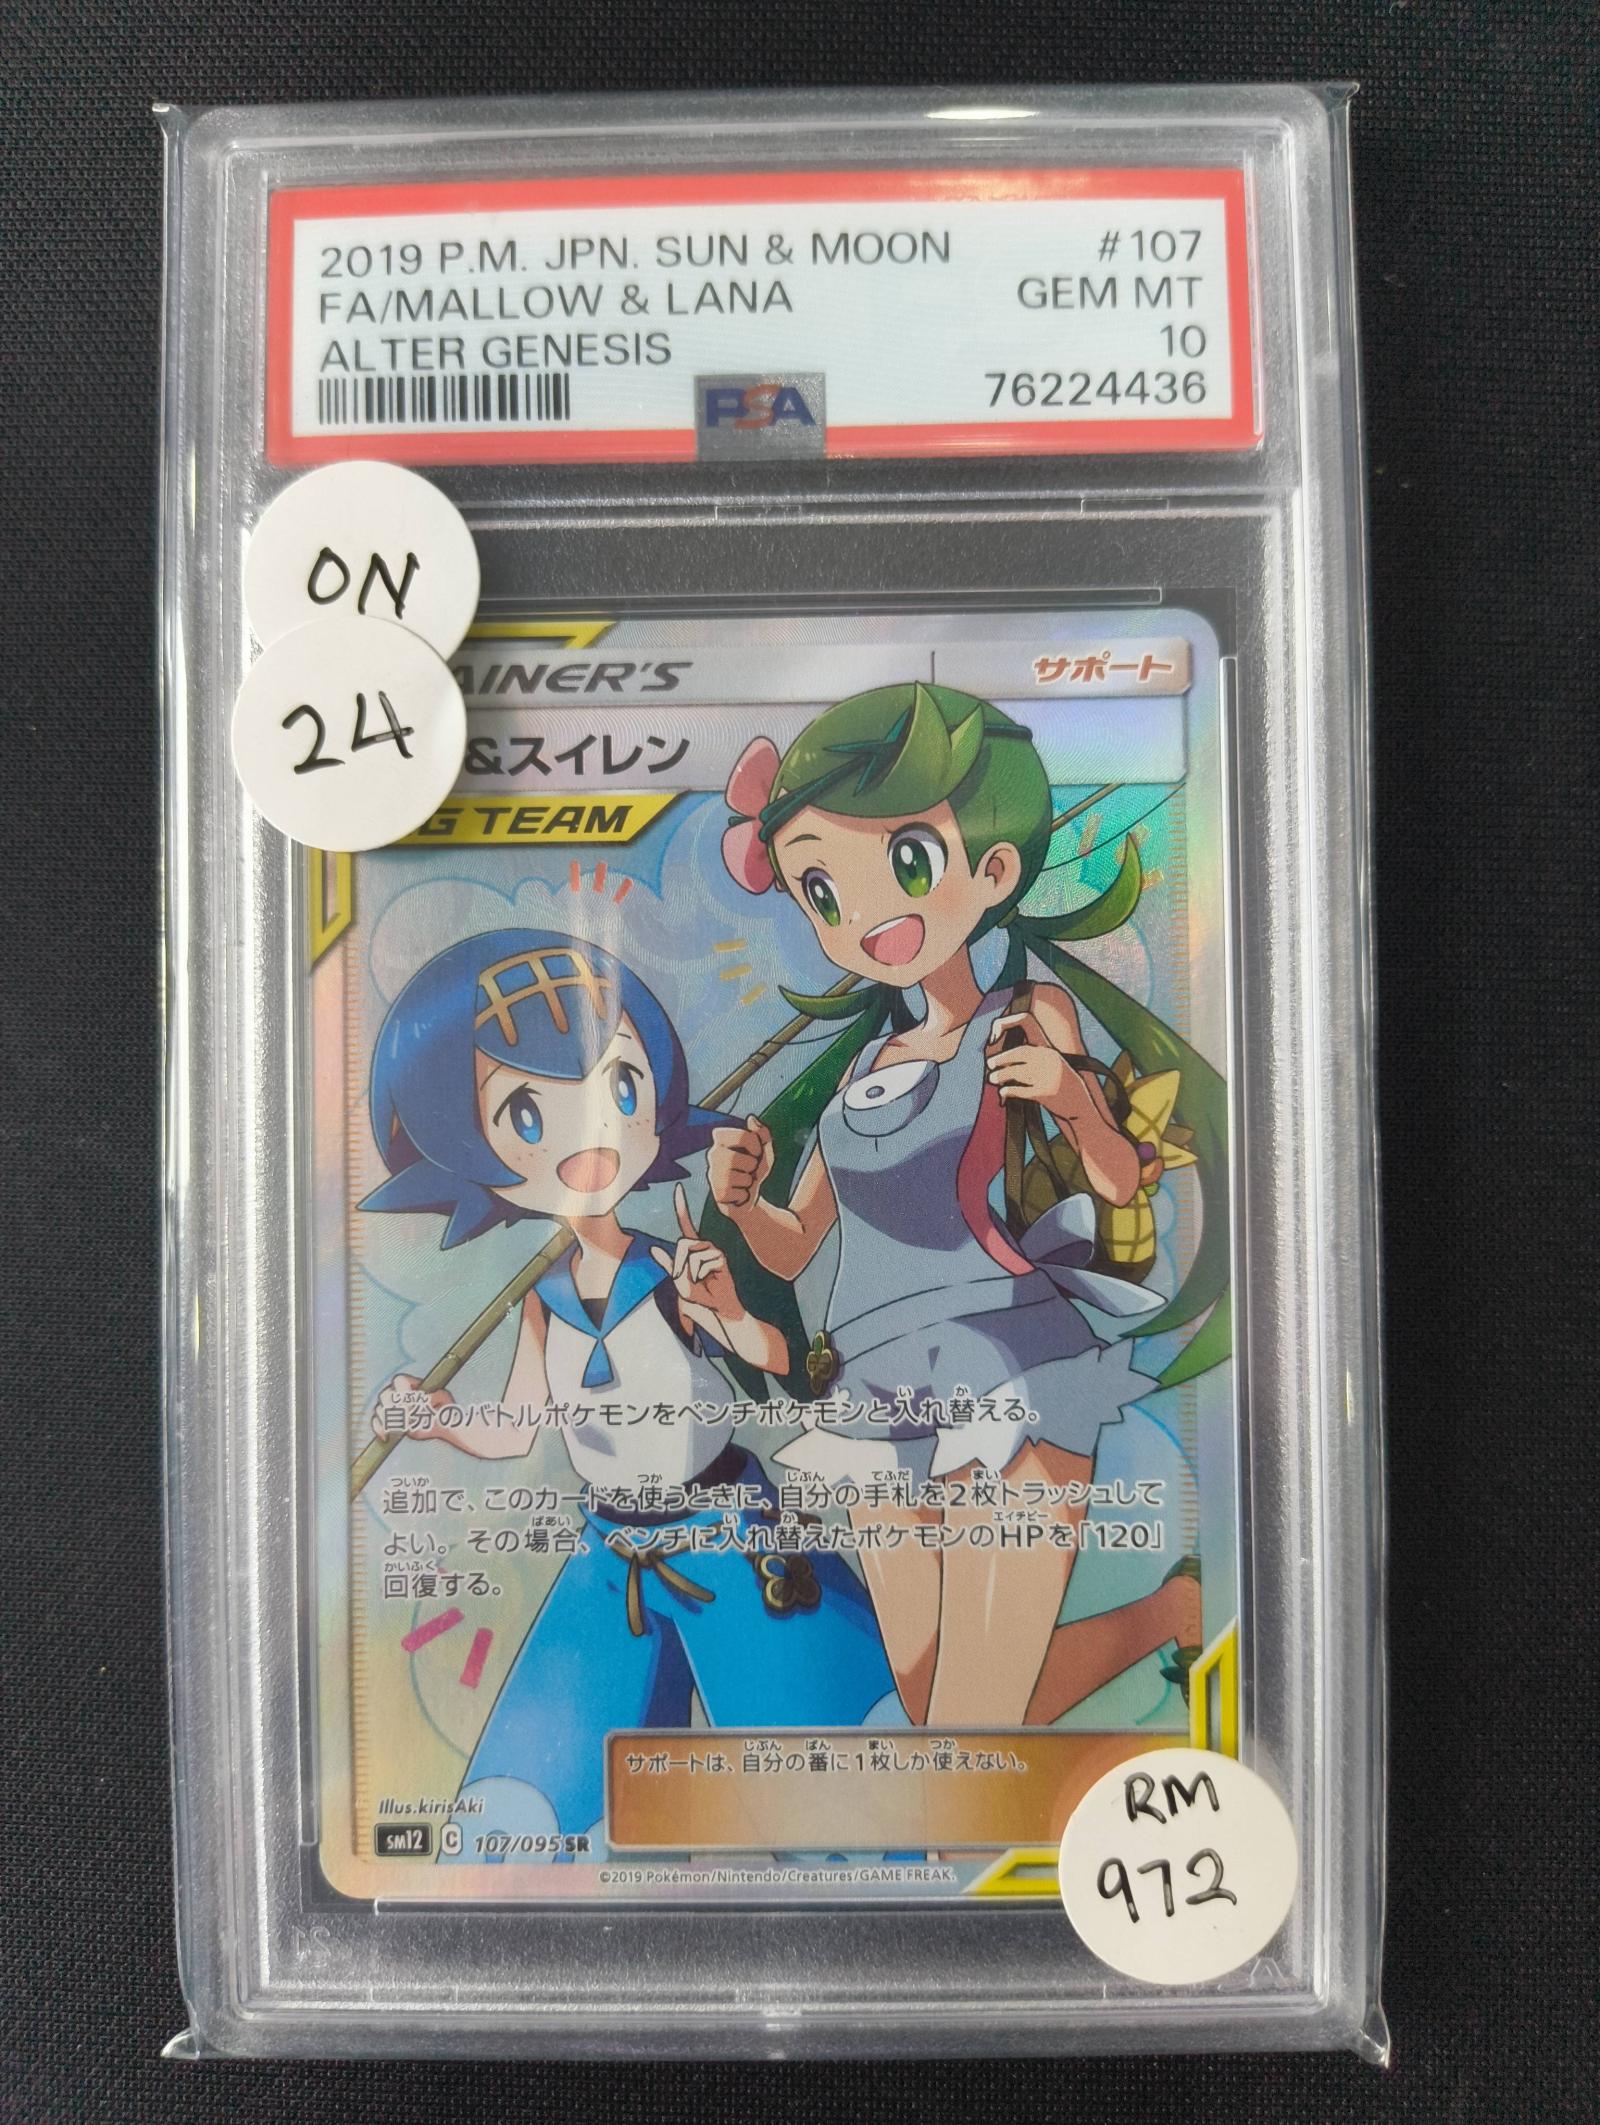 2019 P.M. JPN. SUN & MOON #107
FA/MALLOW & LANA GEM MT
ALTER GENESIS 10
PSA 76224436
ON
24
サポート
&スイレン
TEAM
自分のバトルポケモンをベンチポケモンと入れ替える。
追加で、このカードを使うときに、自分の手札を2枚トラッシュして
よい。その場合、ベンチに入れ替えたポケモンのHPを「120」
回復する。
サポートは、自分の番に1枚しか使えない。
Illus.kirisAki
SM12 C 107/095 SR
©2019 Pokémon/Nintendo/Creatures/GAME FREAK.
RM
972